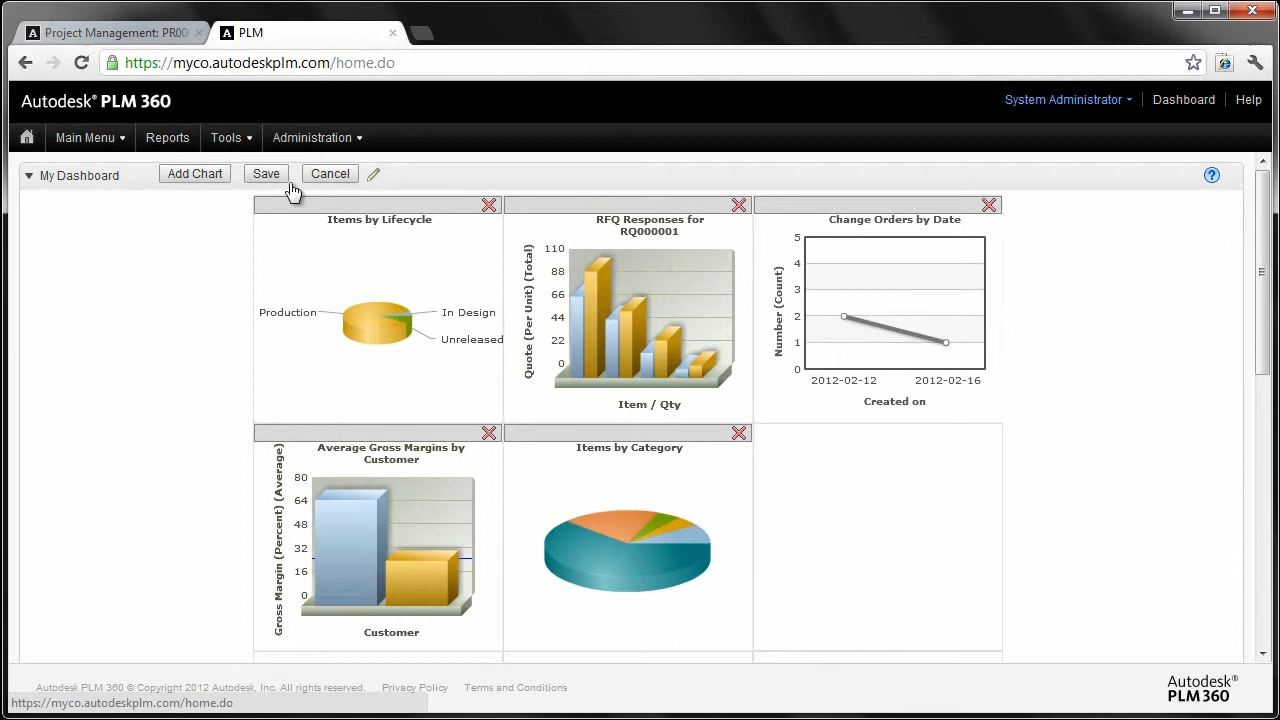 Project Management: PR00
PLM
https://myco.autodeskplm.com/home.do
Autodesk® PLM 360
System Administrator
Dashboard
Help
Main Menu
Reports
Tools
Administration
My Dashboard
Add Chart
Save
Cancel
Items by Lifecycle
Production
In Design
Unreleased
RFQ Responses for
RQ000001
Quote (Per Unit) (Total)
110
88
66
44
22
0
Item / Qty
Change Orders by Date
Number (Count)
5
4
3
2
1
0
2012-02-12
2012-02-16
Created on
Average Gross Margins by
Customer
Gross Margin (Percent) (Average)
80
64
48
32
16
0
Customer
Items by Category
Autodesk PLM 360 © Copyright 2012 Autodesk, Inc. All rights reserved.
Privacy Policy
Terms and Conditions
Autodesk®
PLM 360
https://myco.autodeskplm.com/home.do